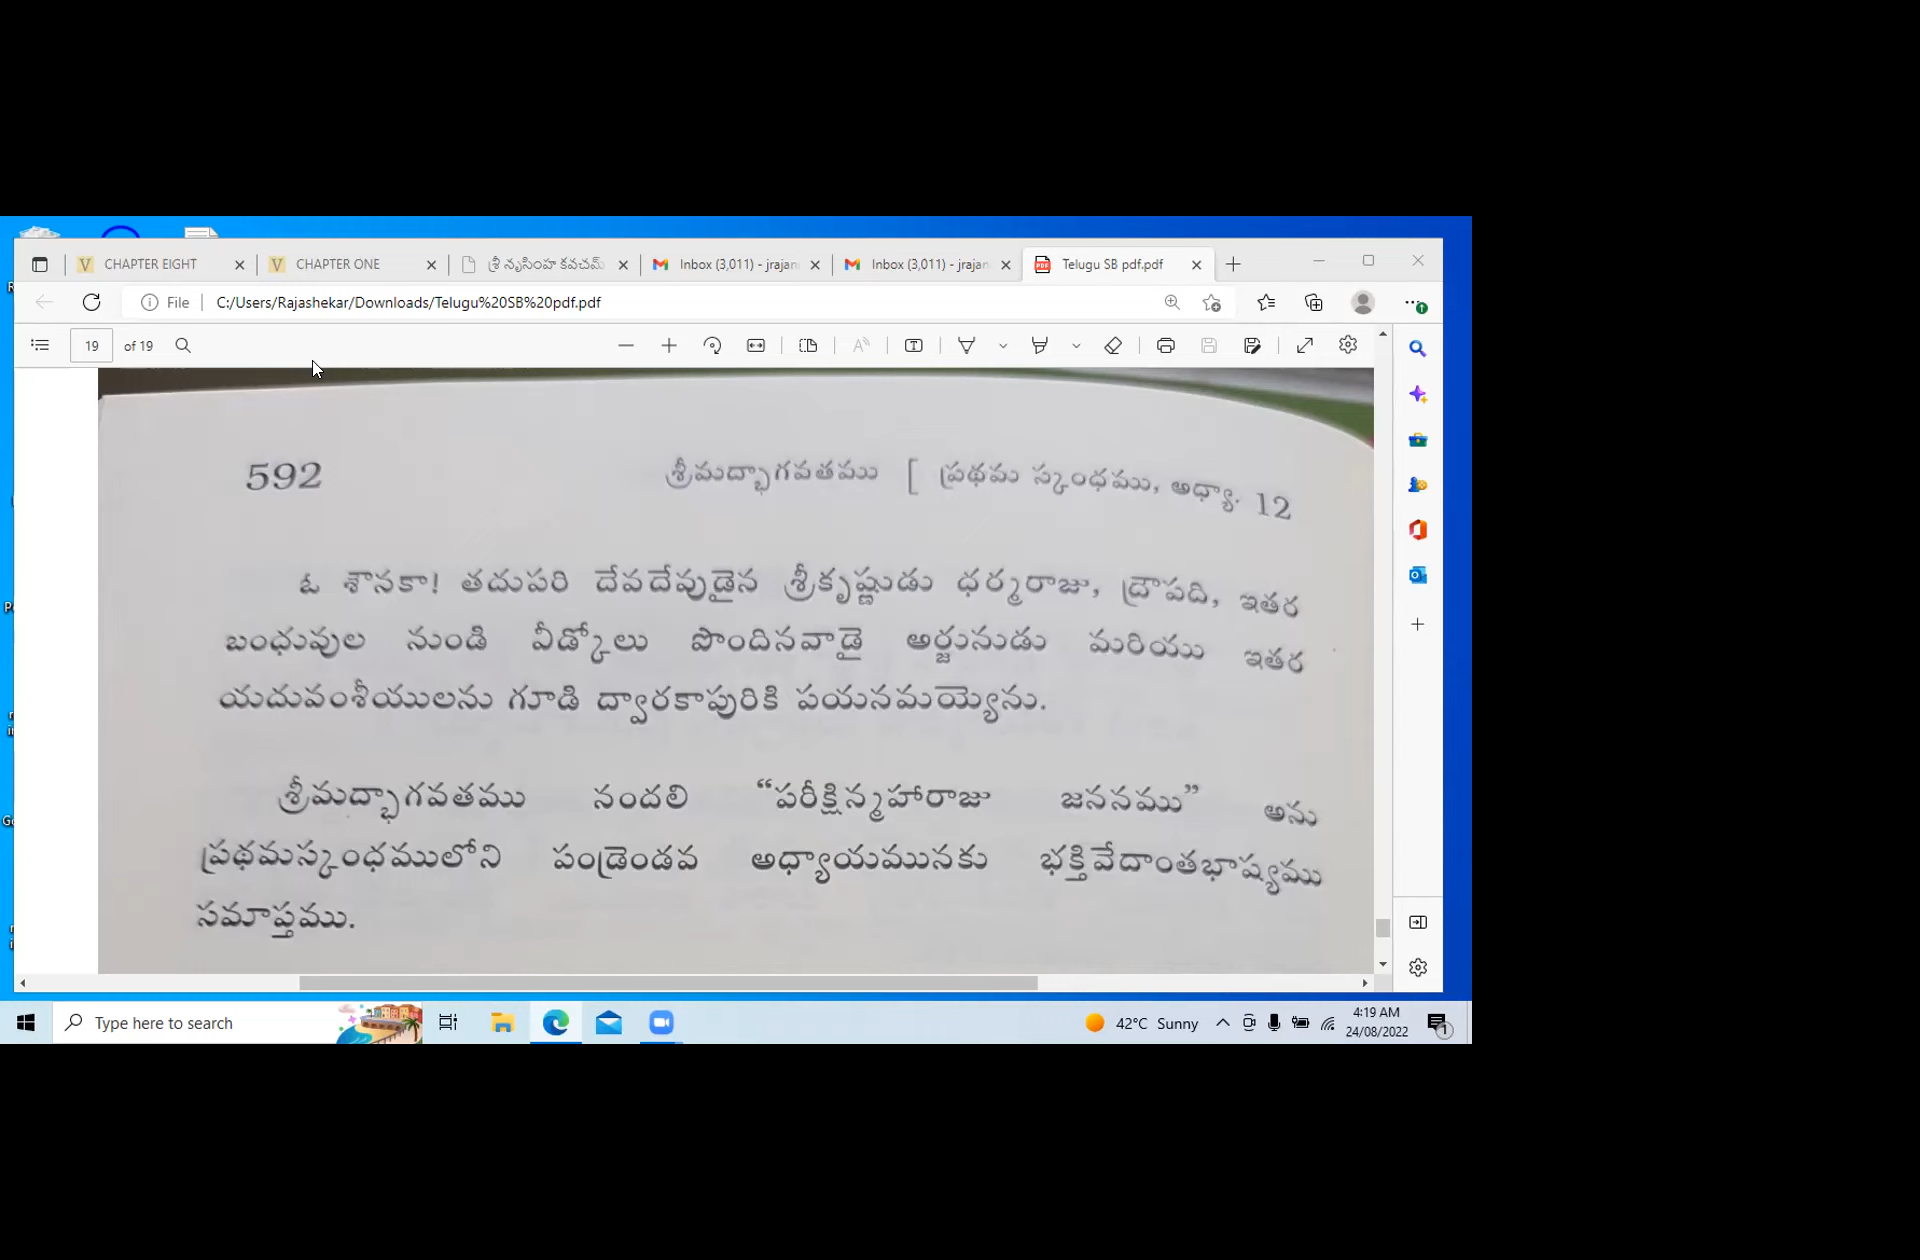 CHAPTER EIGHT
CHAPTER ONE
శ్రీ నృసింహ కవచమ్
Inbox (3,011) - jrajan
Inbox (3,011) - jrajan
Telugu SB pdf.pdf
File
C:/Users/Rajashekar/Downloads/Telugu%20SB%20pdf.pdf
19 of 19
592 శ్రీమద్భాగవతము [ ప్రథమ స్కంధము, అధ్యా. 12
ఓ శౌనకా! తదుపరి దేవదేవుడైన శ్రీకృష్ణుడు ధర్మరాజు, ద్రౌపది, ఇతర
బంధువుల నుండి వీడ్కోలు పొందినవాడై అర్జునుడు మరియు ఇతర
యదువంశీయులను గూడి ద్వారకాపురికి పయనమయ్యెను.
శ్రీమద్భాగవతము నందలి “పరీక్షిన్మహారాజు జననము” అను
ప్రథమస్కంధములోని పండ్రెండవ అధ్యాయమునకు భక్తివేదాంతభాష్యము
సమాప్తము.
Type here to search
42°C Sunny
4:19 AM
24/08/2022
1